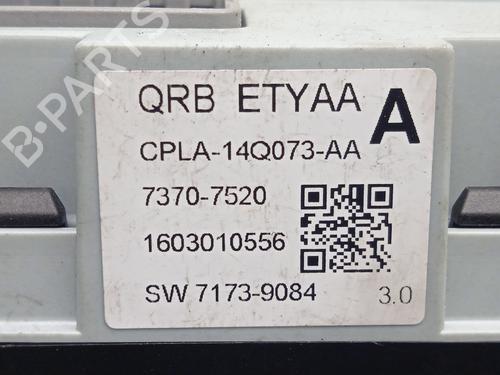 QRB ETYAA A
CPLA-14Q073-AA
7370-7520
1603010556
SW 7173-9084 3.0
B-PARTS